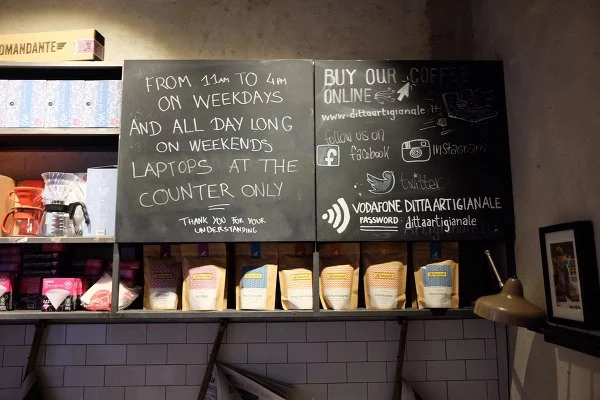 OMANDANTE
FROM 11AM TO 4PM
ON WEEKDAYS
AND ALL DAY LONG
ON WEEKENDS
LAPTOPS AT THE
COUNTER ONLY
THANK YOU FOR YOUR
UNDERSTANDING
BUY OUR COFFEE
ONLINE
www.dittaartigianale.it
follow us on
f facebook
Instagram
twitter
VODAFONE DITTA ARTIGIANALE
PASSWORD: dittaartigianale